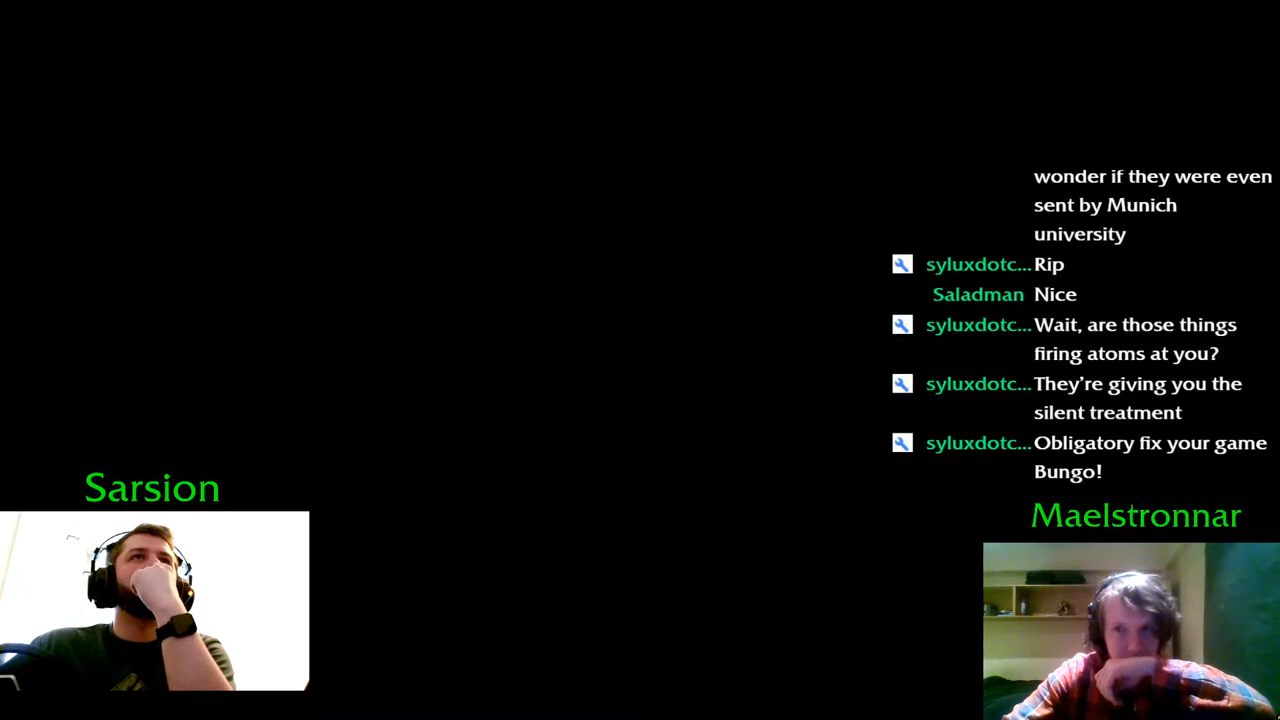 wonder if they were even
sent by Munich
university
syluxdotc... Rip
Saladman Nice
syluxdotc... Wait, are those things
firing atoms at you?
syluxdotc... They're giving you the
silent treatment
syluxdotc... Obligatory fix your game
Bungo!
Sarsion
Maelstronnar